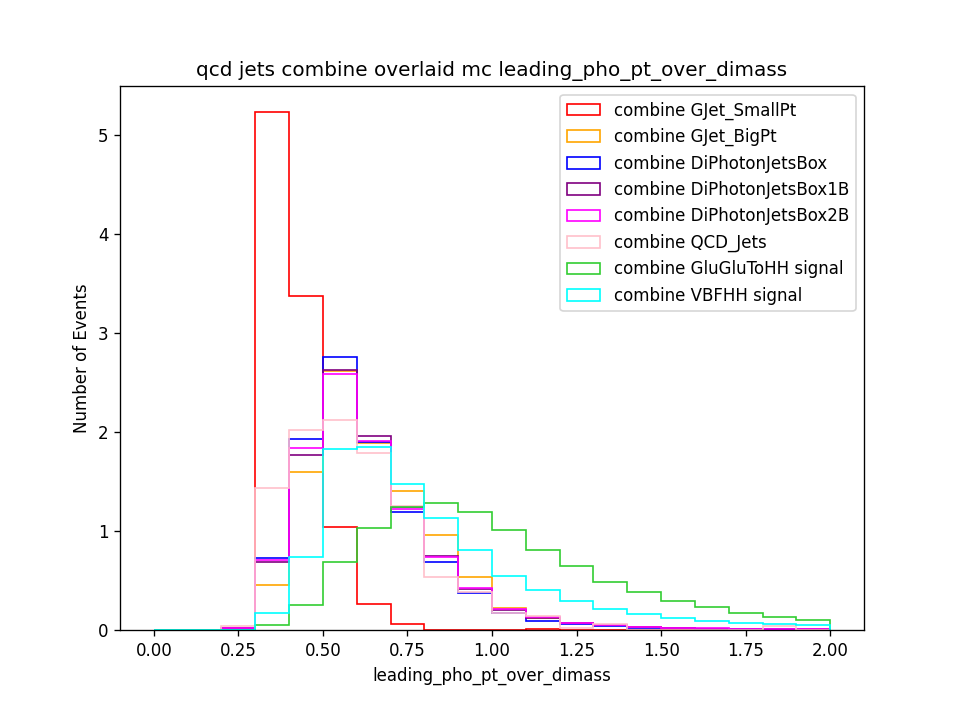 qcd jets combine overlaid mc leading_pho_pt_over_dimass
combine GJet_SmallPt
combine GJet_BigPt
combine DiPhotonJetsBox
combine DiPhotonJetsBox1B
combine DiPhotonJetsBox2B
combine QCD_Jets
combine GluGluToHH signal
combine VBFHH signal
Number of Events
5
4
3
2
1
0
0.00 0.25 0.50 0.75 1.00 1.25 1.50 1.75 2.00
leading_pho_pt_over_dimass